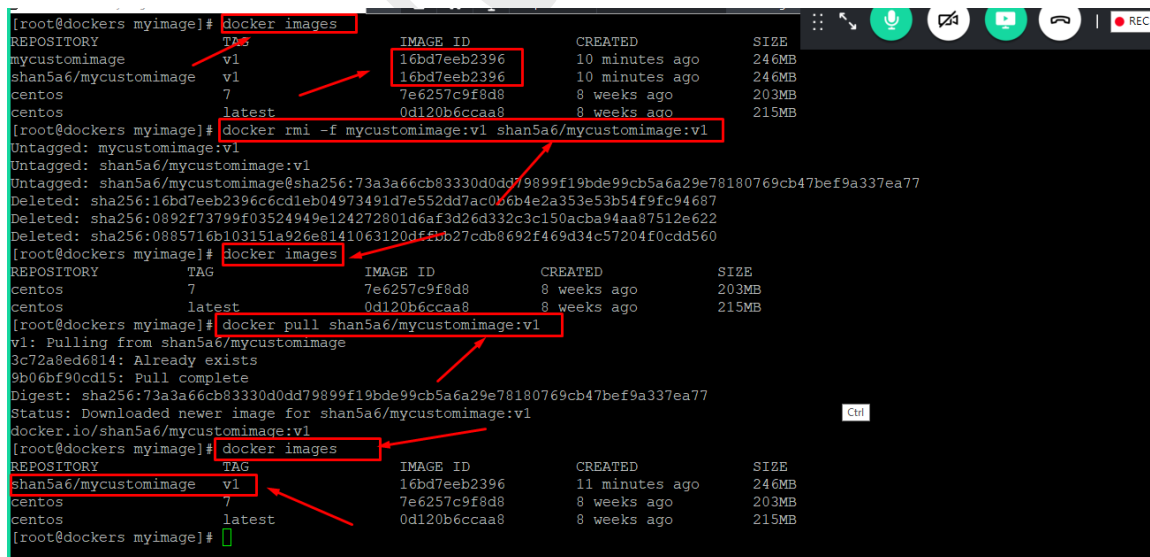 [root@dockers myimage]# docker images
REPOSITORY TAG IMAGE ID CREATED SIZE
mycustomimage v1 16bd7eeb2396 10 minutes ago 246MB
shan5a6/mycustomimage v1 16bd7eeb2396 10 minutes ago 246MB
centos 7 7e6257c9f8d8 8 weeks ago 203MB
centos latest 0d120b6ccaa8 8 weeks ago 215MB
[root@dockers myimage]# docker rmi -f mycustomimage:v1 shan5a6/mycustomimage:v1
Untagged: mycustomimage:v1
Untagged: shan5a6/mycustomimage:v1
Untagged: shan5a6/mycustomimage@sha256:73a3a66cb83330d0dd79899f19bde99cb5a6a29e78180769cb47bef9a337ea77
Deleted: sha256:16bd7eeb2396c6cd1eb04973491d7e552dd7ac0b6b4e2a353e53b54f9fc94687
Deleted: sha256:0892f73799f03524949e124272801d6af3d26d332c3c150acba94aa87512e622
Deleted: sha256:0885716b103151a926e8141063120dffbb27cdb8692f469d34c57204f0cdd560
[root@dockers myimage]# docker images
REPOSITORY TAG IMAGE ID CREATED SIZE
centos 7 7e6257c9f8d8 8 weeks ago 203MB
centos latest 0d120b6ccaa8 8 weeks ago 215MB
[root@dockers myimage]# docker pull shan5a6/mycustomimage:v1
v1: Pulling from shan5a6/mycustomimage
3c72a8ed6814: Already exists
9b06bf90cd15: Pull complete
Digest: sha256:73a3a66cb83330d0dd79899f19bde99cb5a6a29e78180769cb47bef9a337ea77
Status: Downloaded newer image for shan5a6/mycustomimage:v1
docker.io/shan5a6/mycustomimage:v1
[root@dockers myimage]# docker images
REPOSITORY TAG IMAGE ID CREATED SIZE
shan5a6/mycustomimage v1 16bd7eeb2396 11 minutes ago 246MB
centos 7 7e6257c9f8d8 8 weeks ago 203MB
centos latest 0d120b6ccaa8 8 weeks ago 215MB
[root@dockers myimage]#
REC
Ctrl